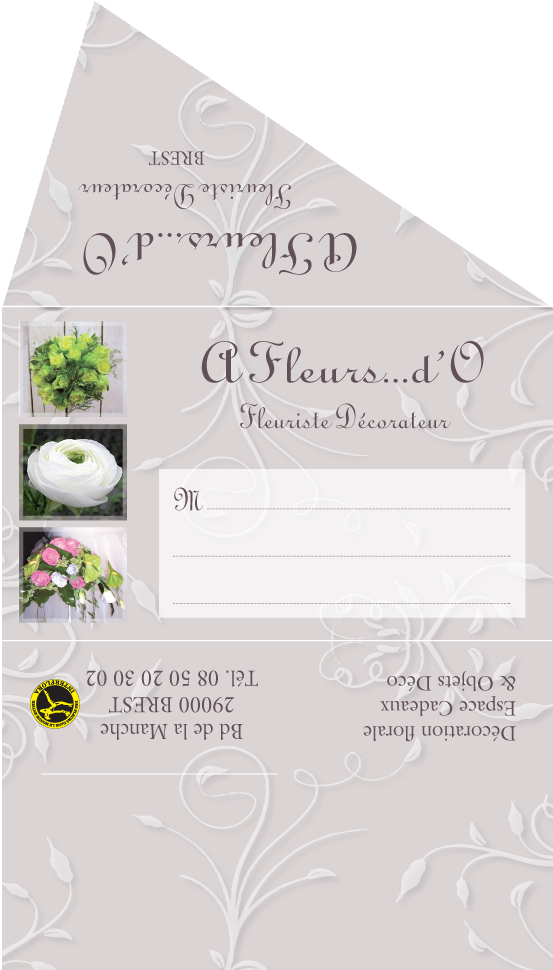 A Fleurs...d'O
Fleuriste Décorateur
BREST
A Fleurs...d'O
Fleuriste Décorateur
M
Décoration florale
Espace Cadeaux
& Objets Déco
Bd de la Manche
29000 BREST
Tél. 08 50 20 30 02
INTERFLORA